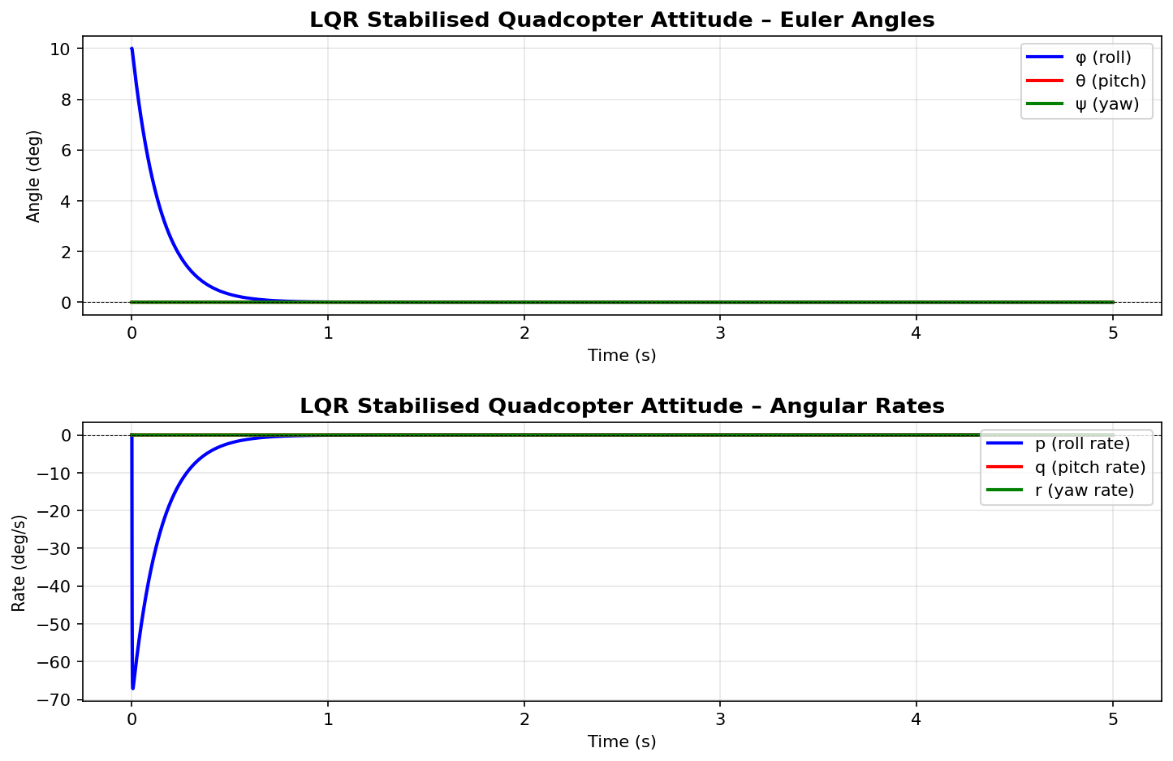 LQR Stabilised Quadcopter Attitude – Euler Angles
10
8
6
4
2
0
Angle (deg)
φ (roll)
θ (pitch)
ψ (yaw)
0 1 2 3 4 5
Time (s)
LQR Stabilised Quadcopter Attitude – Angular Rates
0
−10
−20
−30
−40
−50
−60
−70
Rate (deg/s)
p (roll rate)
q (pitch rate)
r (yaw rate)
0 1 2 3 4 5
Time (s)